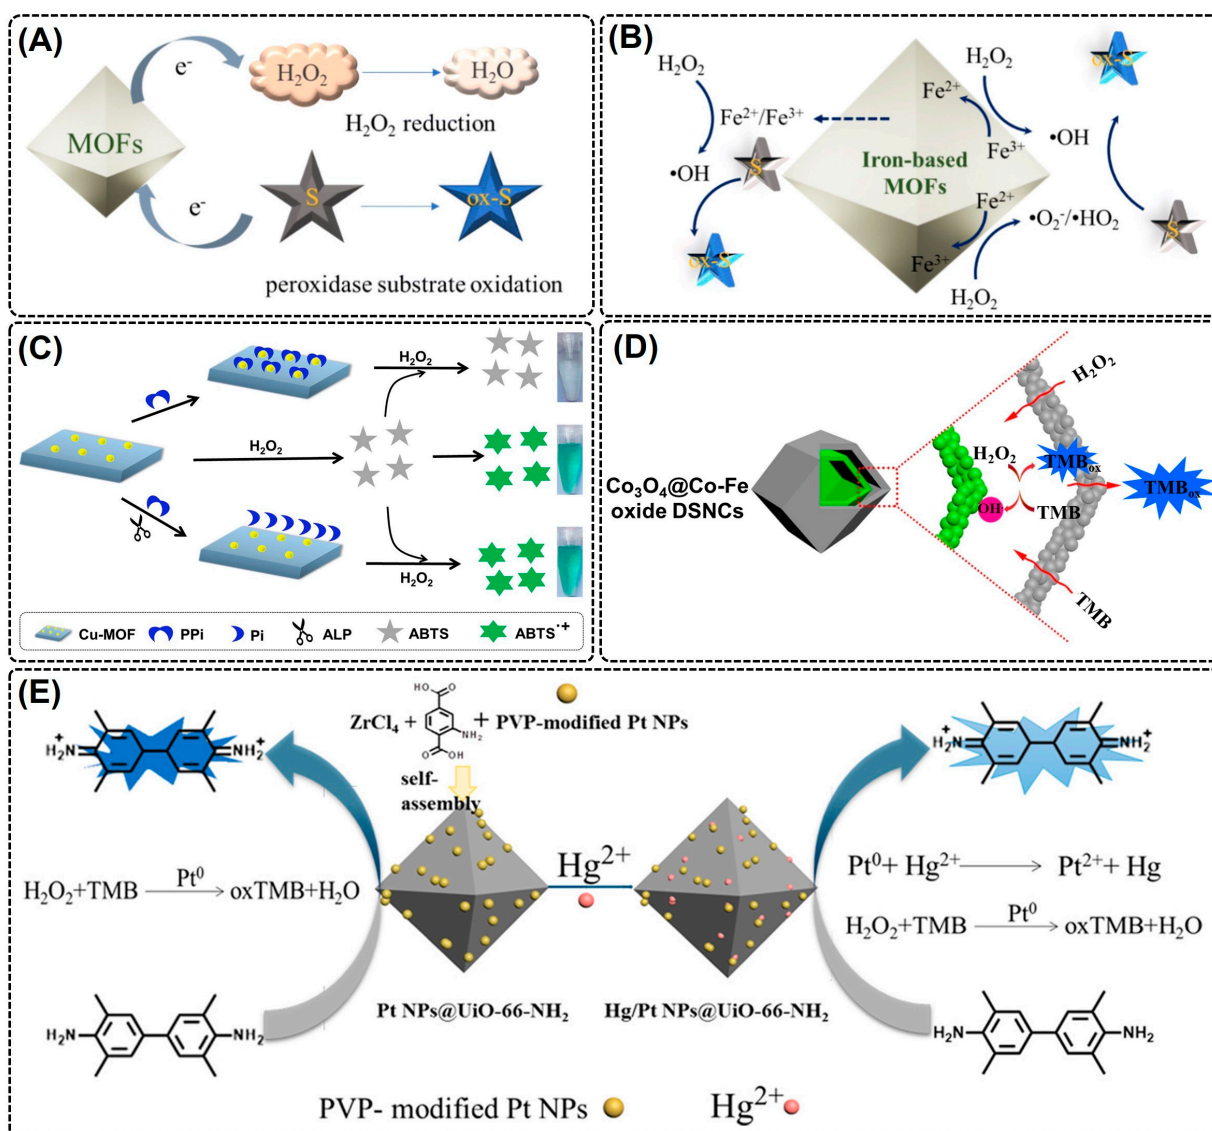 (A)
e⁻
H₂O₂
H₂O
H₂O₂ reduction
MOFs
S
ox-S
e⁻
peroxidase substrate oxidation
(B)
H₂O₂
H₂O₂
ox-S
Fe²⁺
Fe²⁺/Fe³⁺
•OH
Fe³⁺
•OH
S
Iron-based
MOFs
Fe²⁺
•O₂⁻/•HO₂
S
ox-S
Fe³⁺
H₂O₂
(C)
H₂O₂
H₂O₂
H₂O₂
Cu-MOF
PPi
Pi
ALP
ABTS
ABTS·⁺
(D)
H₂O₂
H₂O₂
TMBox
TMBox
Co₃O₄@Co-Fe
oxide DSNCs
OH
TMB
TMB
(E)
HO
O
ZrCl₄ +
NH₂
+ PVP-modified Pt NPs
O
OH
self-
assembly
H₂N⁺
NH₂⁺
H₂N⁺
NH₂⁺
Hg²⁺
Pt⁰+ Hg²⁺ ⟶ Pt²⁺ + Hg
H₂O₂+TMB
Pt⁰
oxTMB+H₂O
H₂O₂+TMB
Pt⁰
oxTMB+H₂O
Pt NPs@UiO-66-NH₂
Hg/Pt NPs@UiO-66-NH₂
H₂N
NH₂
H₂N
NH₂
PVP- modified Pt NPs
Hg²⁺